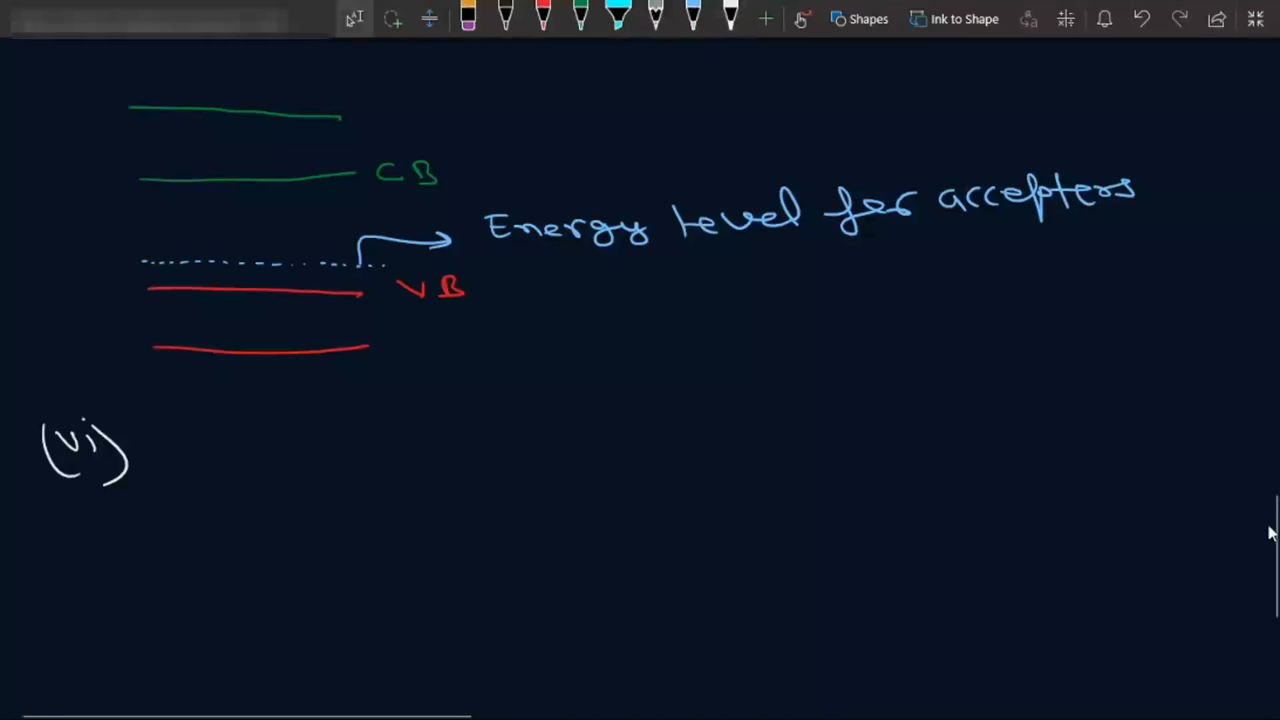 Shapes
Ink to Shape
CB
Energy level for accepters
VB
(vi)